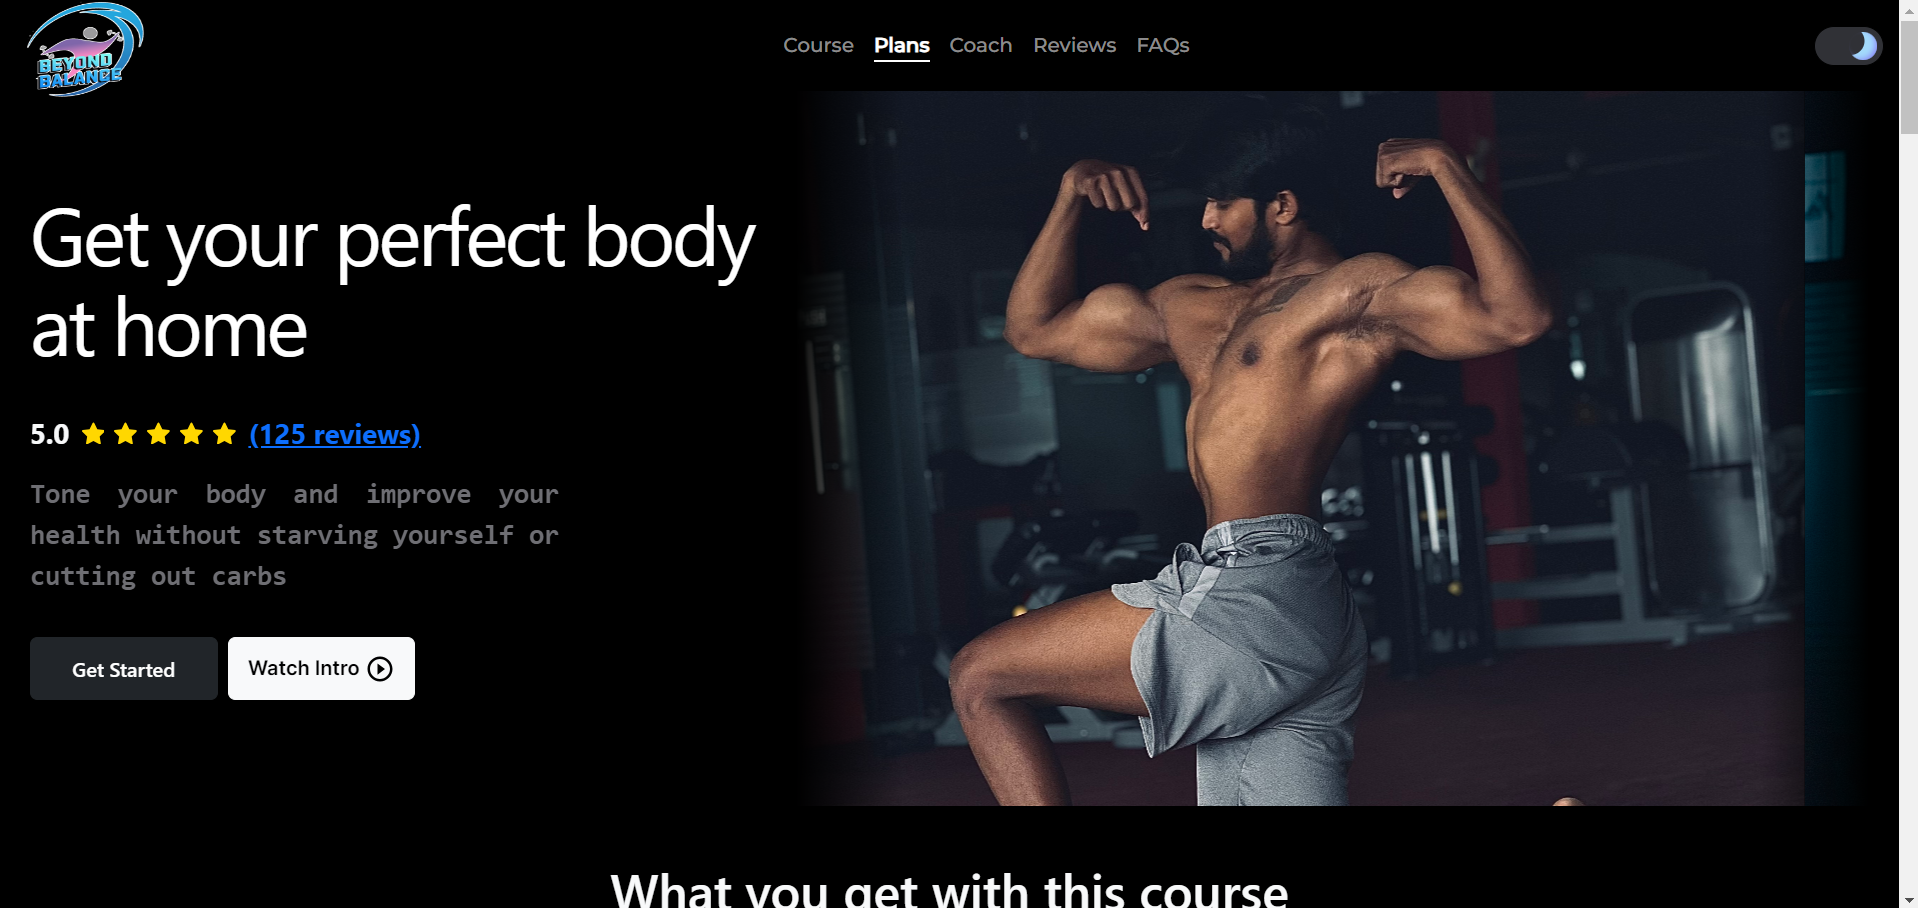 BEYOND
BALANCE
Course Plans Coach Reviews FAQs
Get your perfect body
at home
5.0 (125 reviews)
Tone your body and improve your
health without starving yourself or
cutting out carbs
Get Started Watch Intro
What you get with this course